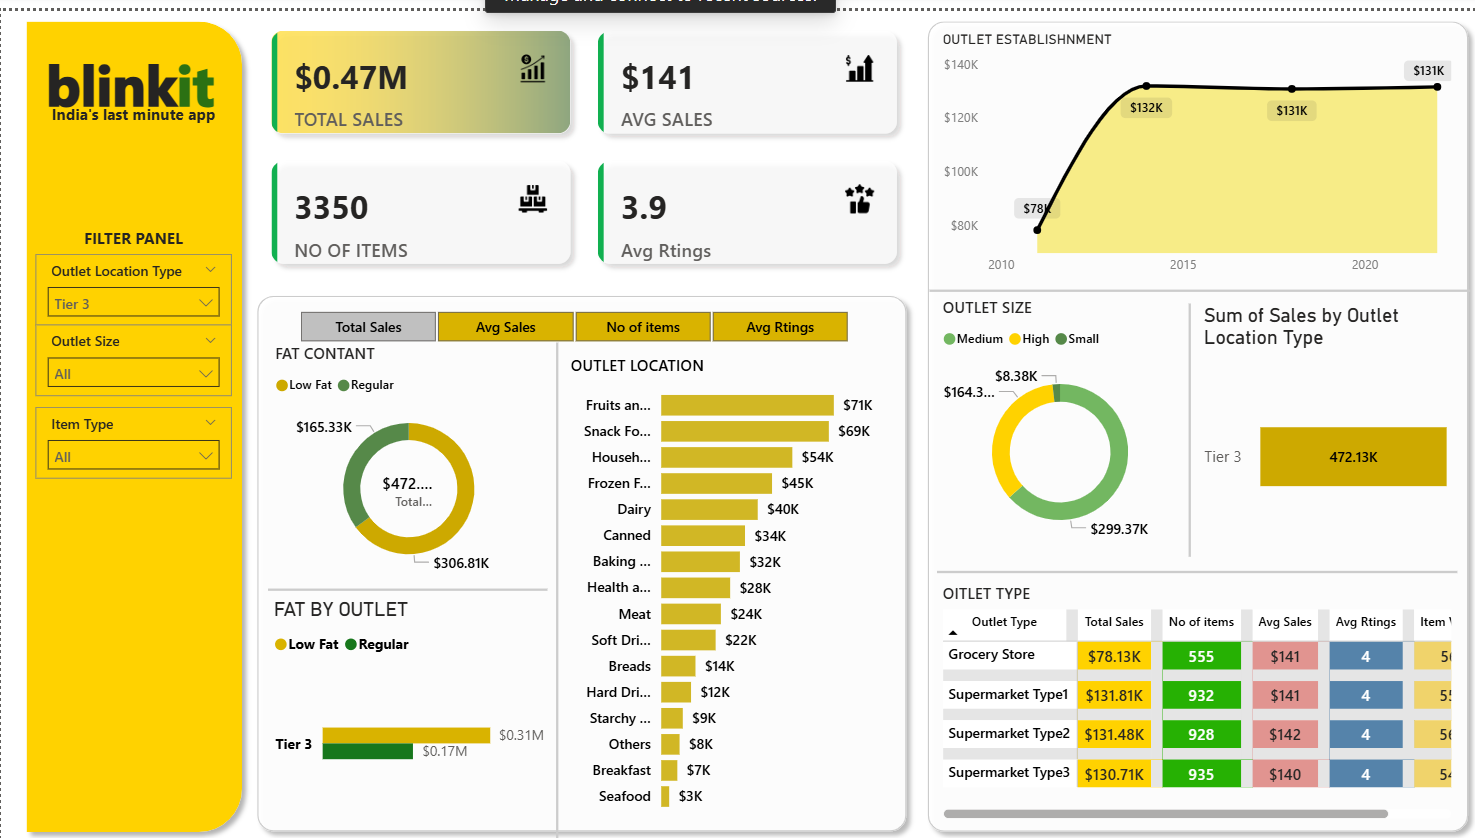 manage and connect to recent sources.
blinkit
India's last minute app
FILTER PANEL
Outlet Location Type
Tier 3
Outlet Size
All
Item Type
All
$0.47M
TOTAL SALES
$141
AVG SALES
3350
NO OF ITEMS
3.9
Avg Rtings
Total Sales
Avg Sales
No of items
Avg Rtings
FAT CONTANT
Low Fat Regular
$165.33K
$472....
Total...
$306.81K
FAT BY OUTLET
Low Fat Regular
Tier 3
$0.31M
$0.17M
OUTLET LOCATION
Fruits an... $71K
Snack Fo... $69K
Househ... $54K
Frozen F... $45K
Dairy $40K
Canned $34K
Baking ... $32K
Health a... $28K
Meat $24K
Soft Dri... $22K
Breads $14K
Hard Dri... $12K
Starchy ... $9K
Others $8K
Breakfast $7K
Seafood $3K
OUTLET ESTABLISHNMENT
$140K
$120K
$100K
$80K
$78K
$132K
$131K
$131K
2010 2015 2020
OUTLET SIZE
Medium High Small
$8.38K
$164.3...
$299.37K
Sum of Sales by Outlet
Location Type
Tier 3 472.13K
OITLET TYPE
Outlet Type Total Sales No of items Avg Sales Avg Rtings Item
Grocery Store $78.13K 555 $141 4
Supermarket Type1 $131.81K 932 $141 4
Supermarket Type2 $131.48K 928 $142 4
Supermarket Type3 $130.71K 935 $140 4